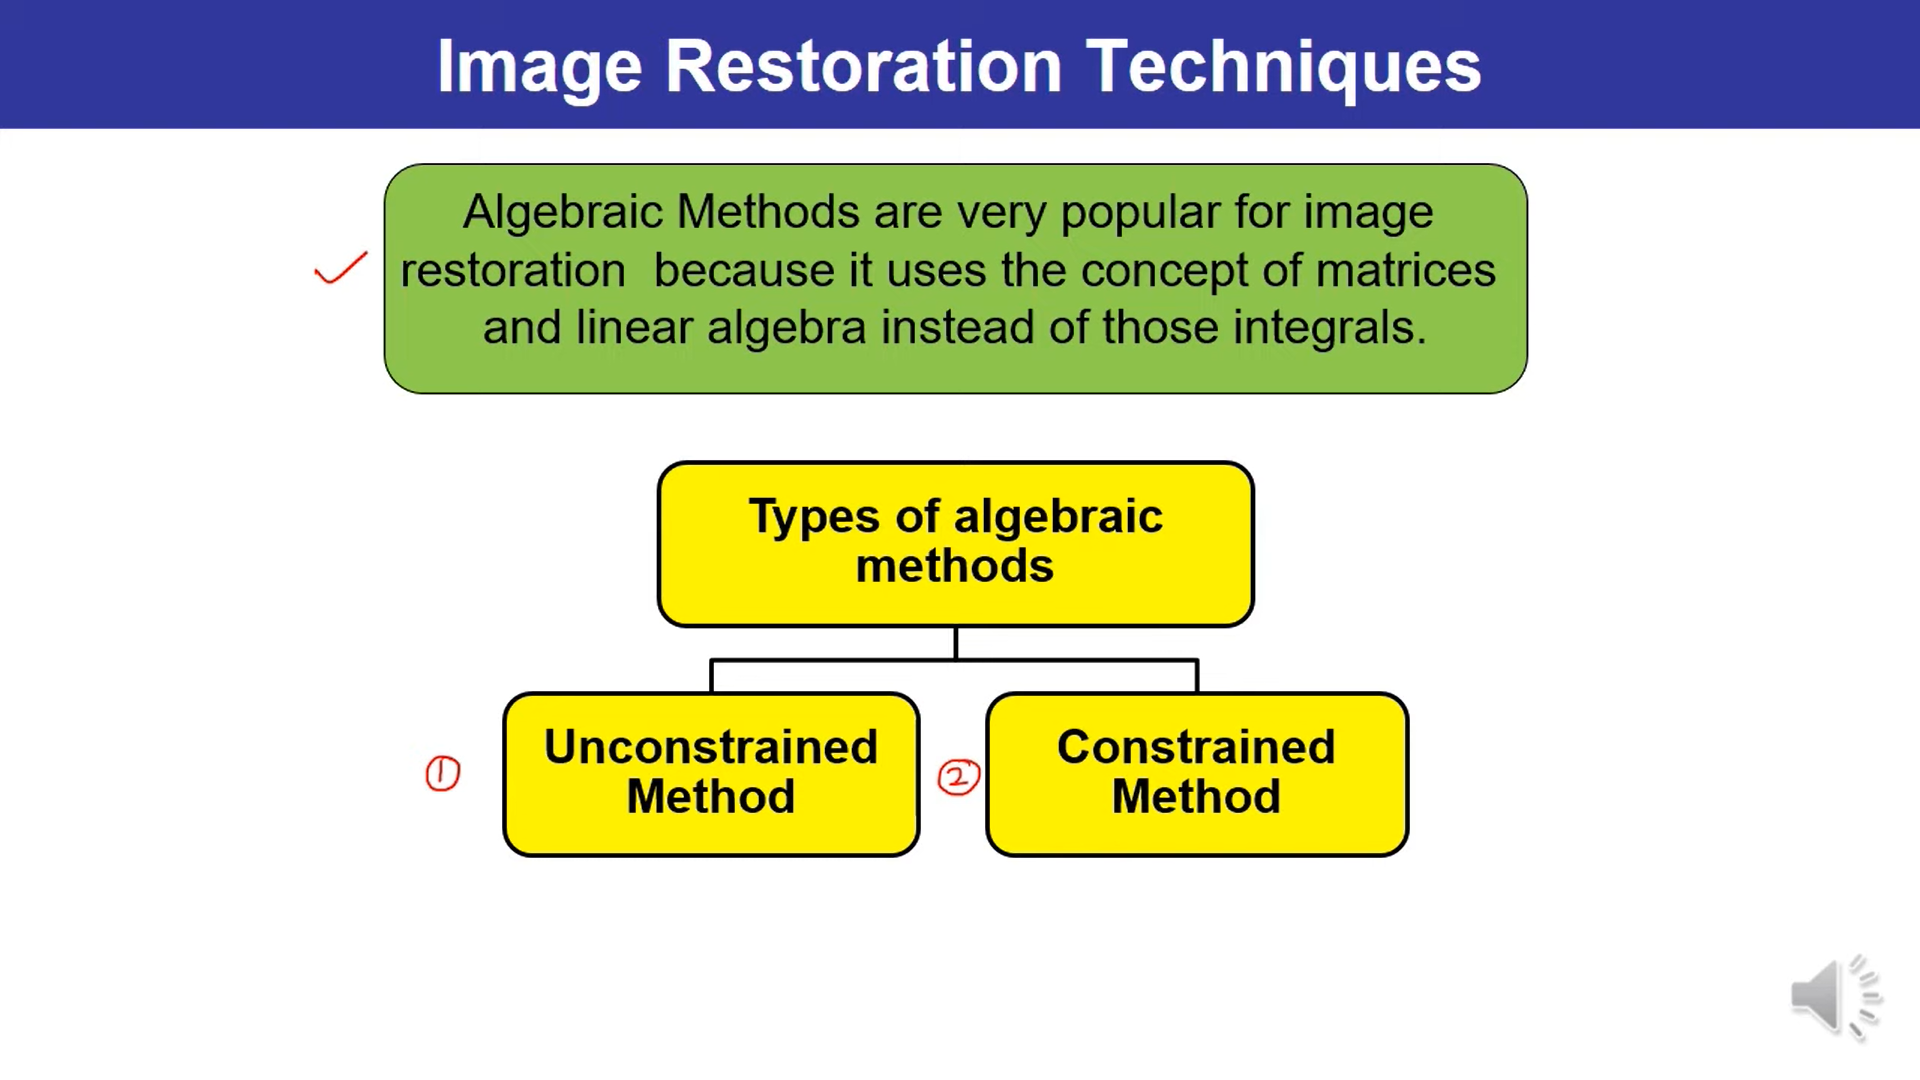 Image Restoration Techniques
Algebraic Methods are very popular for image
restoration  because it uses the concept of matrices
and linear algebra instead of those integrals.
Types of algebraic
methods
①
Unconstrained
Method
②
Constrained
Method